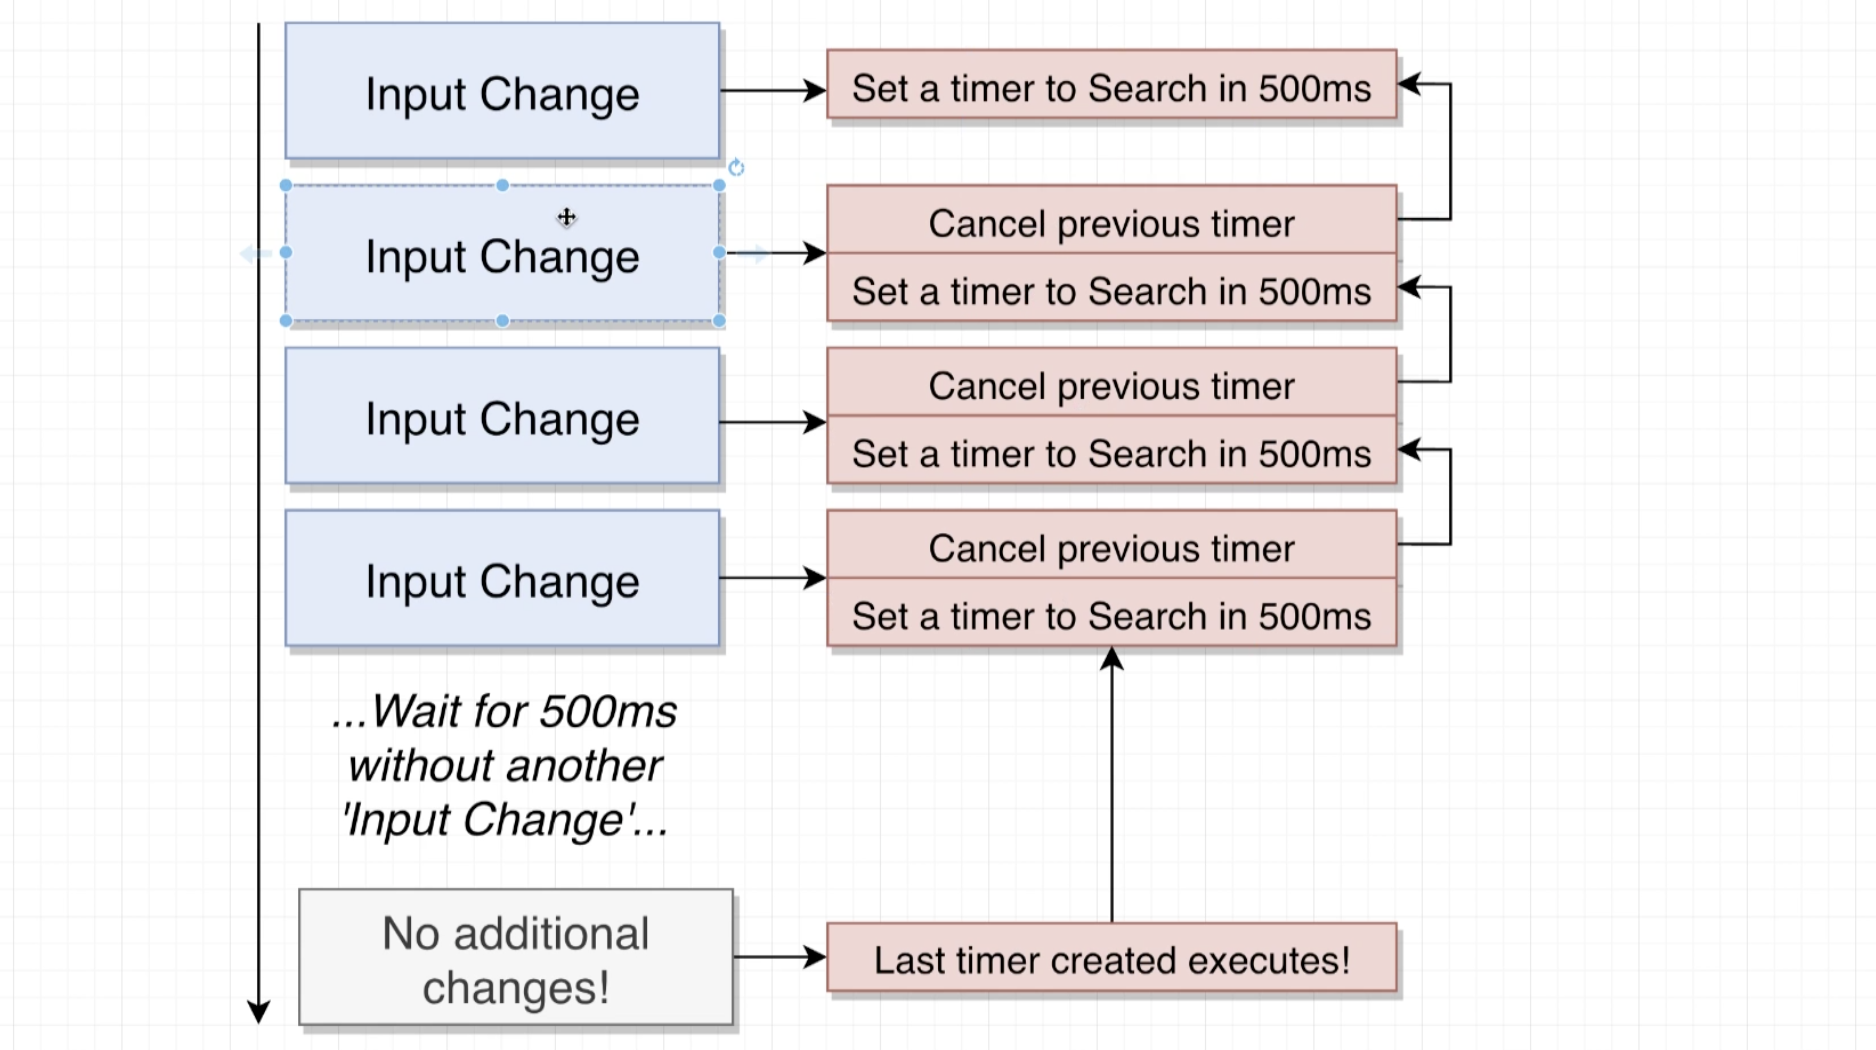 Input Change
Set a timer to Search in 500ms
Input Change
Cancel previous timer
Set a timer to Search in 500ms
Input Change
Cancel previous timer
Set a timer to Search in 500ms
Input Change
Cancel previous timer
Set a timer to Search in 500ms
...Wait for 500ms
without another
'Input Change'...
No additional
changes!
Last timer created executes!